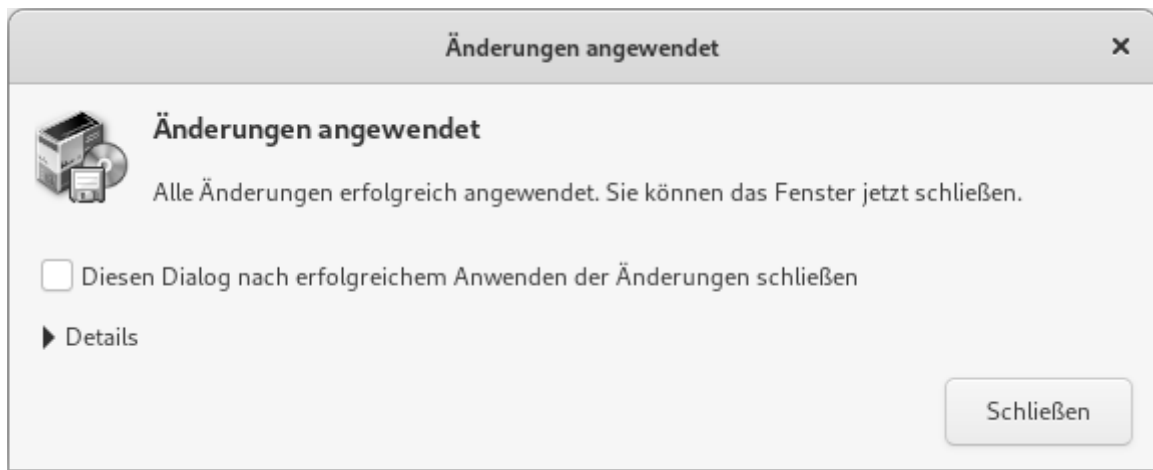 Änderungen angewendet
Änderungen angewendet
Alle Änderungen erfolgreich angewendet. Sie können das Fenster jetzt schließen.
Diesen Dialog nach erfolgreichem Anwenden der Änderungen schließen
Details
Schließen